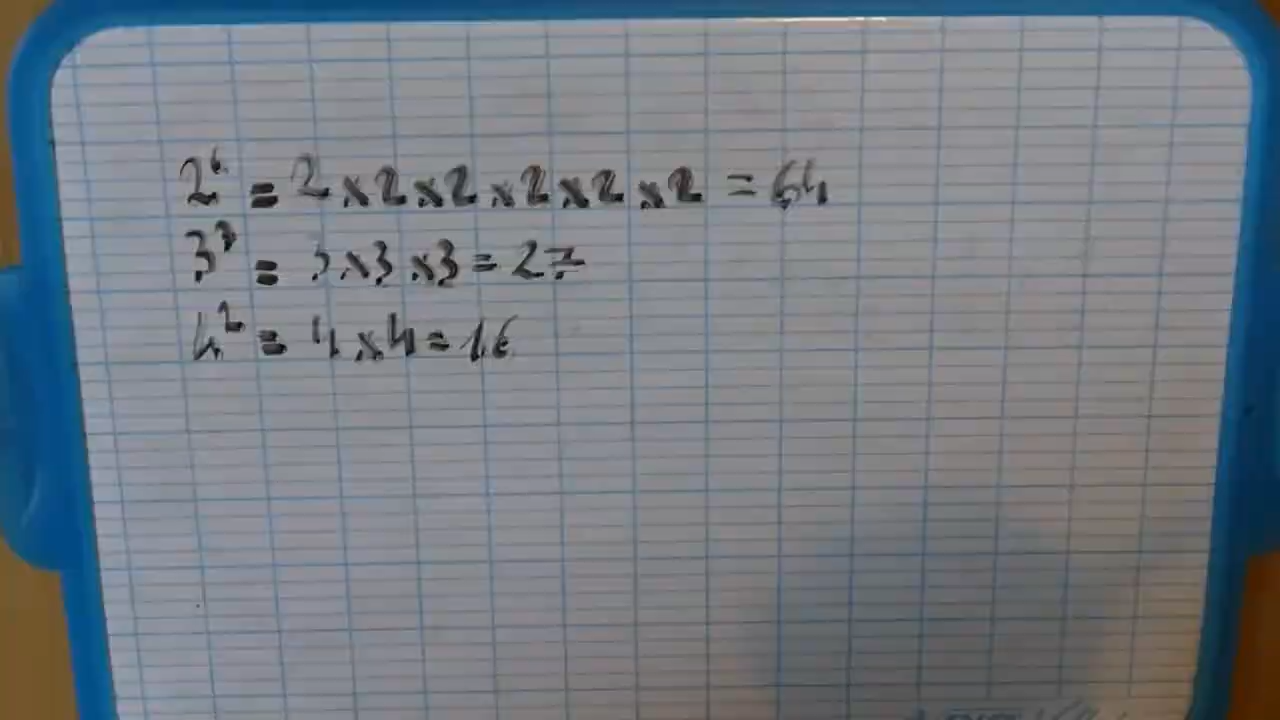 2⁶ = 2 x 2 x 2 x 2 x 2 x 2 = 64
3³ = 3 x 3 x 3 = 27
4² = 4 x 4 = 16